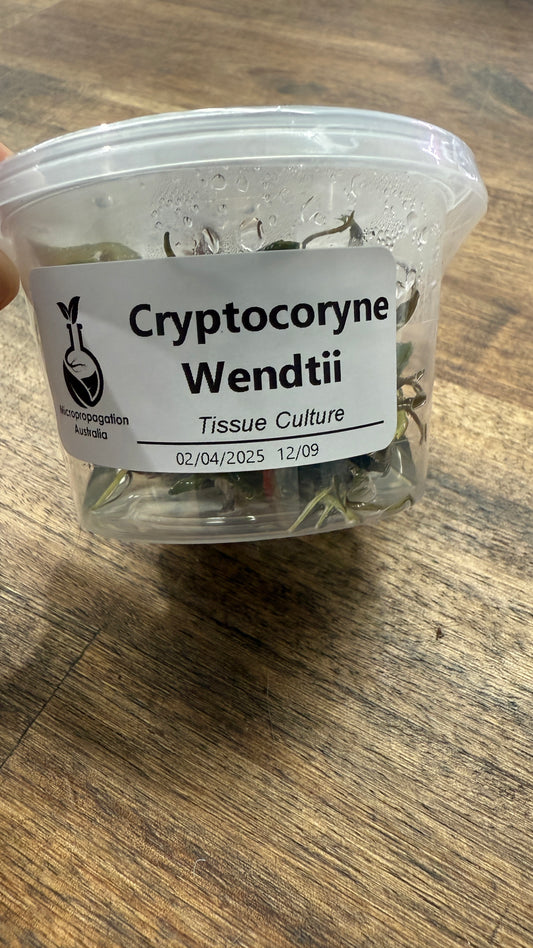 Cryptocoryne
Wendtii
Tissue Culture
02/04/2025 12/09
Micropropagation
Australia